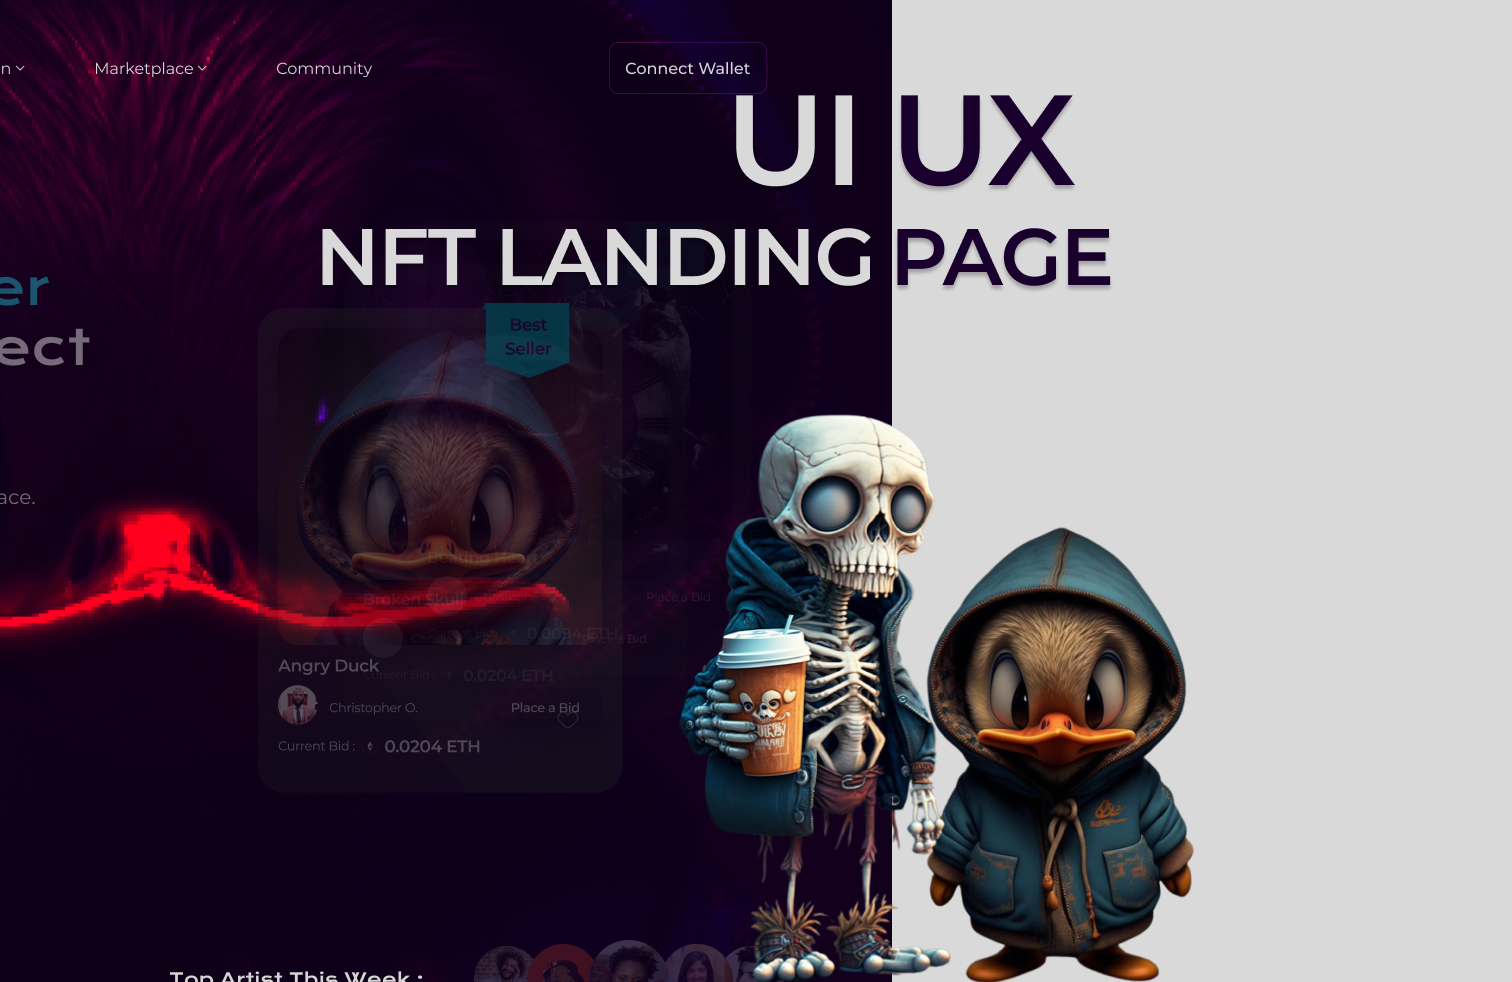 n
Marketplace
Community
Connect Wallet
UI UX
NFT LANDING PAGE
er
ect
Best
Seller
ace.
Broken Skull
Place a Bid
0.0094 ETH
Current Bid :
0.0204 ETH
Angry Duck
Christopher O.
Place a Bid
Current Bid :
0.0204 ETH
Top Artist This Week :